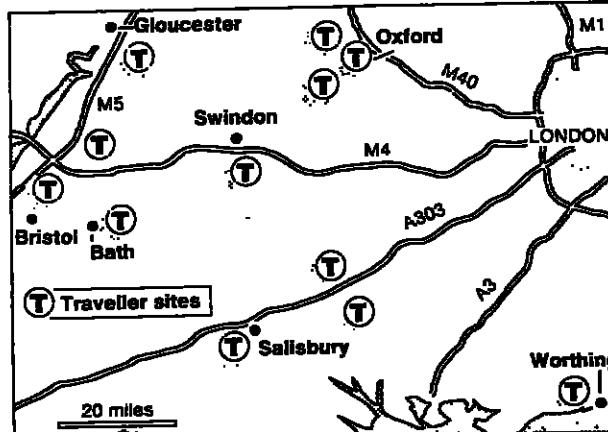 Gloucester
T
T
Oxford
T
M1
M40
T
M5
Swindon
LONDON
T
M4
T
T
A303
T
Bristol
Bath
T
A3
T Traveller sites
T
T
Salisbury
Worthing
T
20 miles